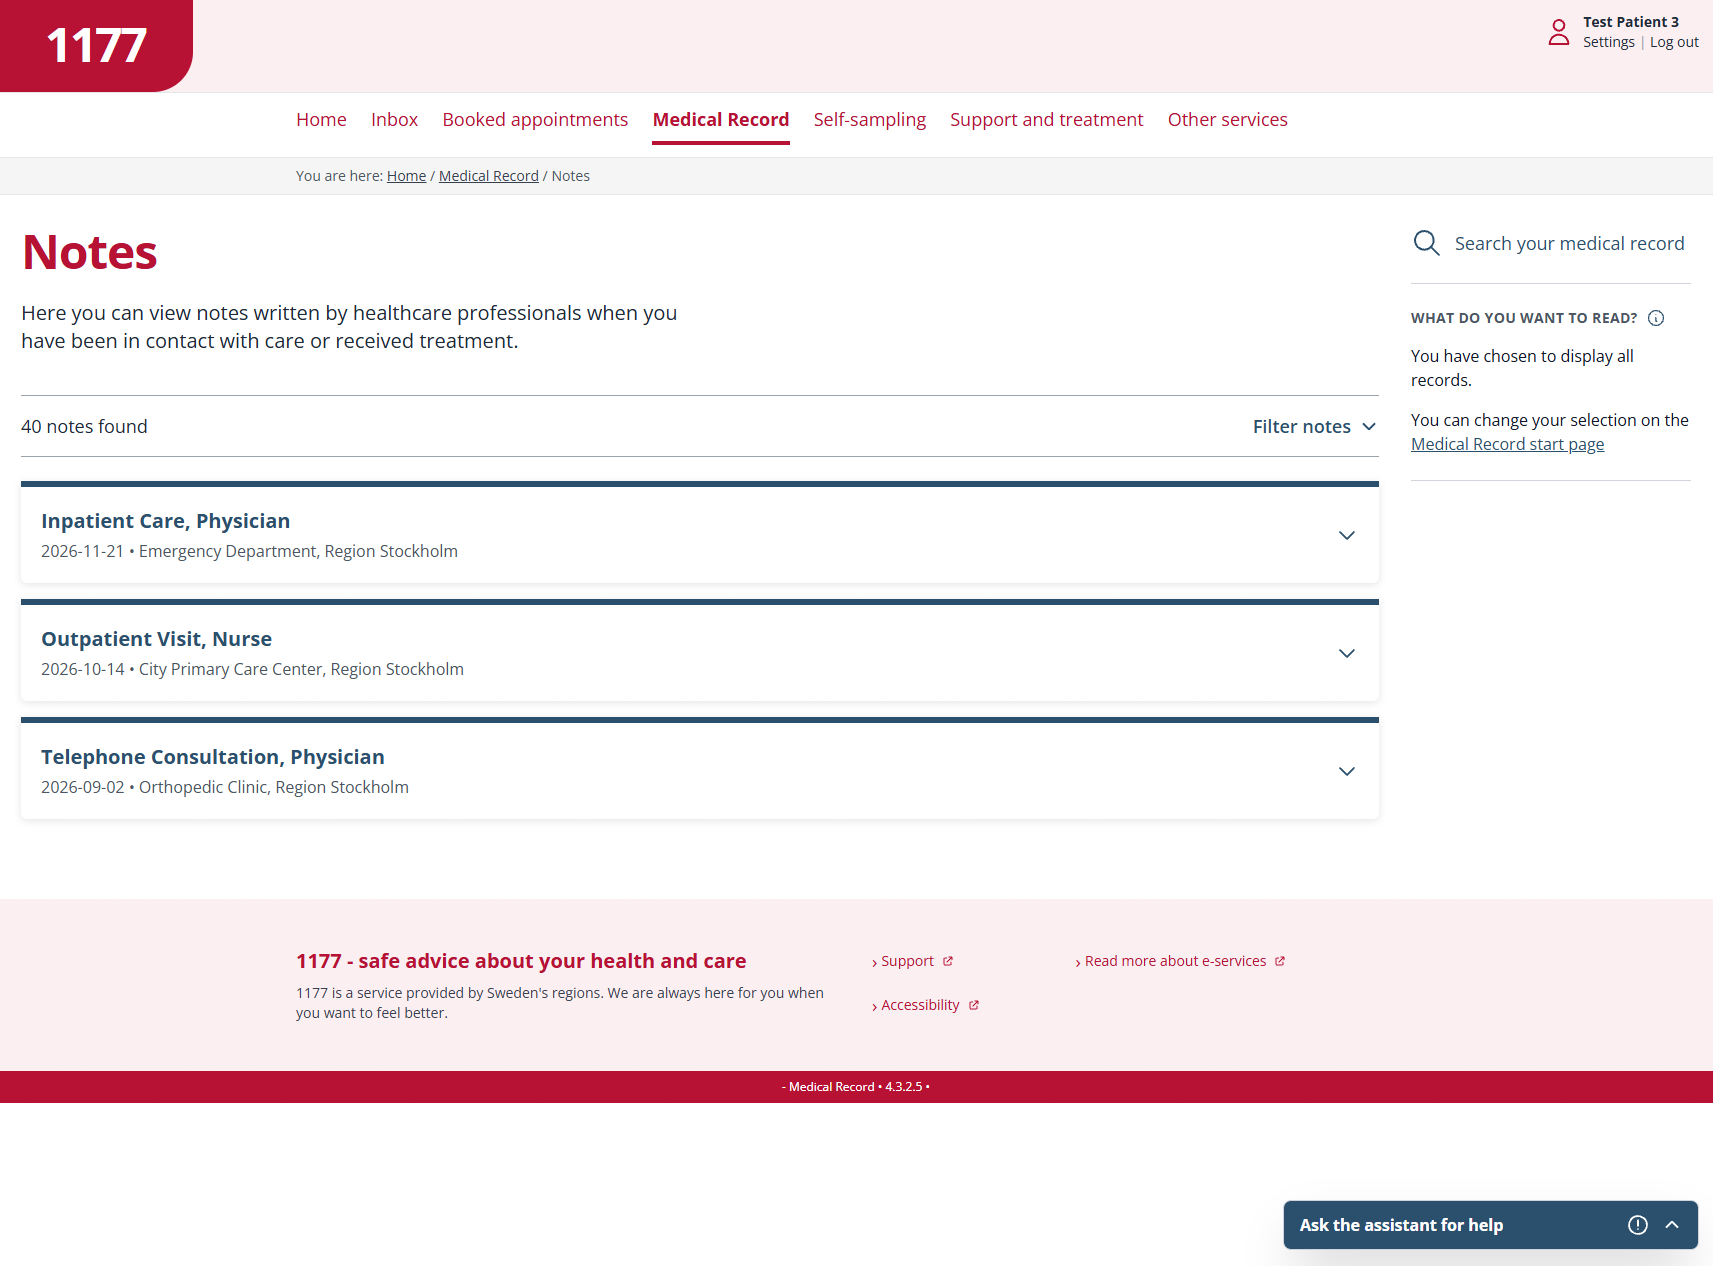 1177
Test Patient 3
Settings | Log out
Home Inbox Booked appointments Medical Record Self-sampling Support and treatment Other services
You are here: Home / Medical Record / Notes
Notes
Here you can view notes written by healthcare professionals when you
have been in contact with care or received treatment.
40 notes found
Filter notes
Inpatient Care, Physician
2026-11-21 • Emergency Department, Region Stockholm
Outpatient Visit, Nurse
2026-10-14 • City Primary Care Center, Region Stockholm
Telephone Consultation, Physician
2026-09-02 • Orthopedic Clinic, Region Stockholm
Search your medical record
WHAT DO YOU WANT TO READ?
You have chosen to display all
records.
You can change your selection on the
Medical Record start page
1177 - safe advice about your health and care
1177 is a service provided by Sweden's regions. We are always here for you when
you want to feel better.
› Support
› Accessibility
› Read more about e-services
- Medical Record • 4.3.2.5 •
Ask the assistant for help